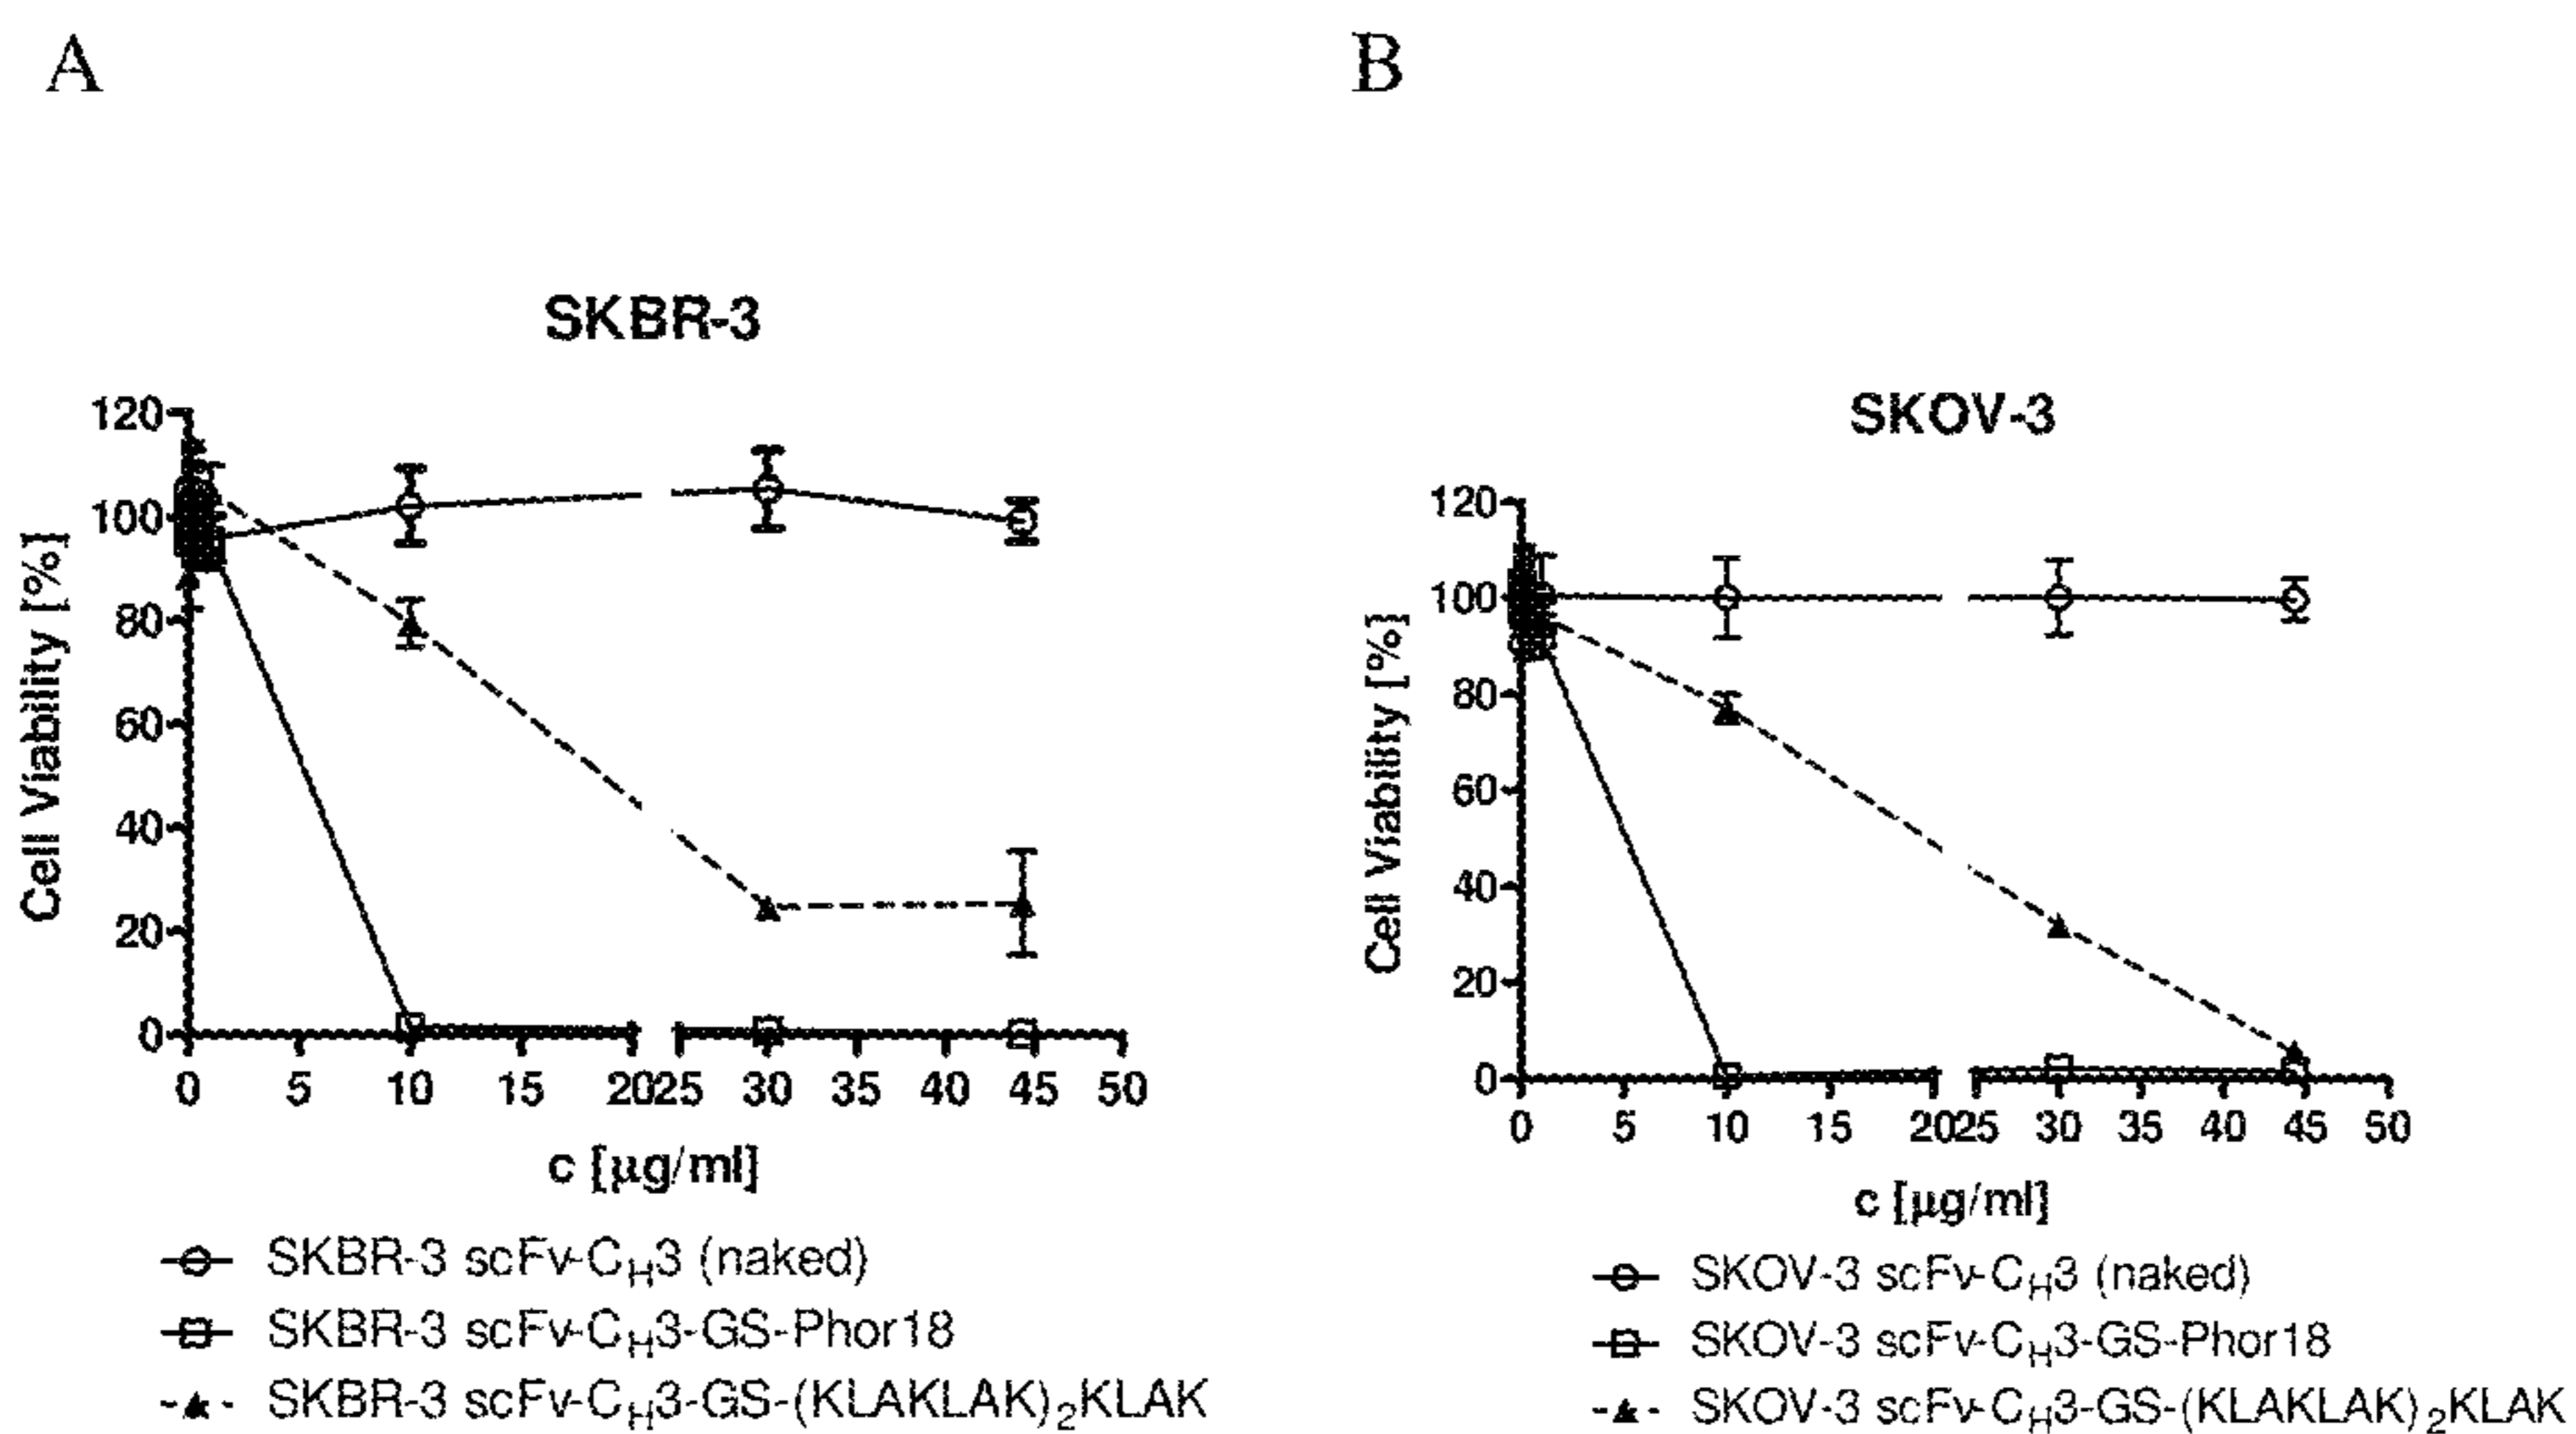 A
SKBR-3
120
100
80
60
40
20
0
Cell Viability [%]
0 5 10 15 20 25 30 35 40 45 50
c [µg/ml]
SKBR-3 scFv-CH3 (naked)
SKBR-3 scFv-CH3-GS-Phor18
SKBR-3 scFv-CH3-GS-(KLAKLAK)2KLAK
B
SKOV-3
120
100
80
60
40
20
0
Cell Viability [%]
0 5 10 15 20 25 30 35 40 45 50
c [µg/ml]
SKOV-3 scFv-CH3 (naked)
SKOV-3 scFv-CH3-GS-Phor18
SKOV-3 scFv-CH3-GS-(KLAKLAK)2KLAK